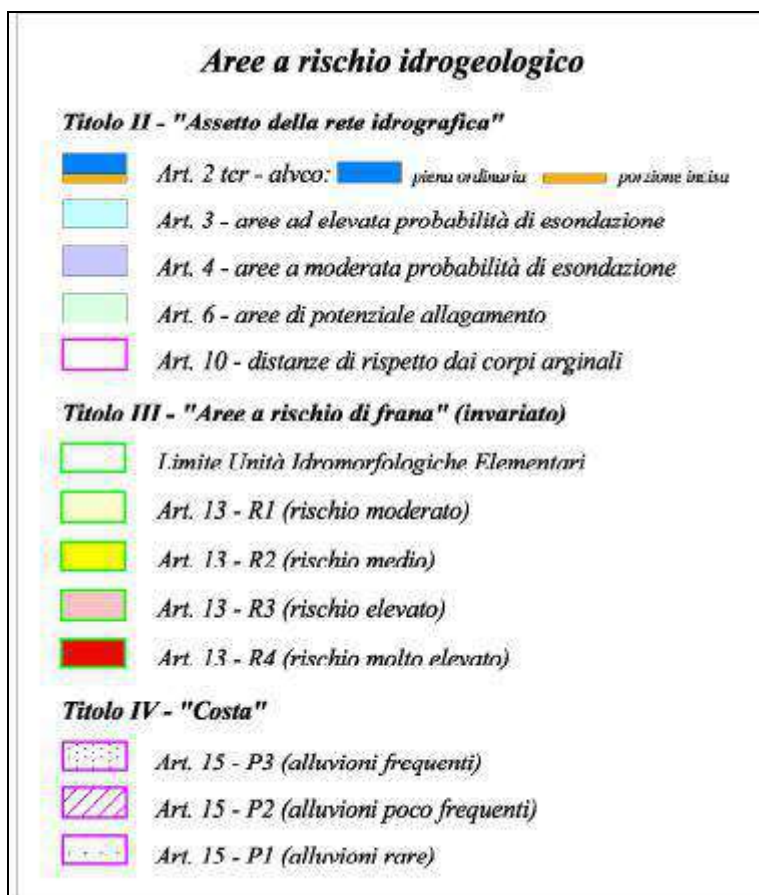 Aree a rischio idrogeologico
Titolo II - "Assetto della rete idrografica"
Art. 2 ter - alveo: piena ordinaria porzione incisa
Art. 3 - aree ad elevata probabilità di esondazione
Art. 4 - aree a moderata probabilità di esondazione
Art. 6 - aree di potenziale allagamento
Art. 10 - distanze di rispetto dai corpi arginali
Titolo III - "Aree a rischio di frana" (invariato)
Limite Unità Idromorfologiche Elementari
Art. 13 - R1 (rischio moderato)
Art. 13 - R2 (rischio medio)
Art. 13 - R3 (rischio elevato)
Art. 13 - R4 (rischio molto elevato)
Titolo IV - "Costa"
Art. 15 - P3 (alluvioni frequenti)
Art. 15 - P2 (alluvioni poco frequenti)
Art. 15 - P1 (alluvioni rare)